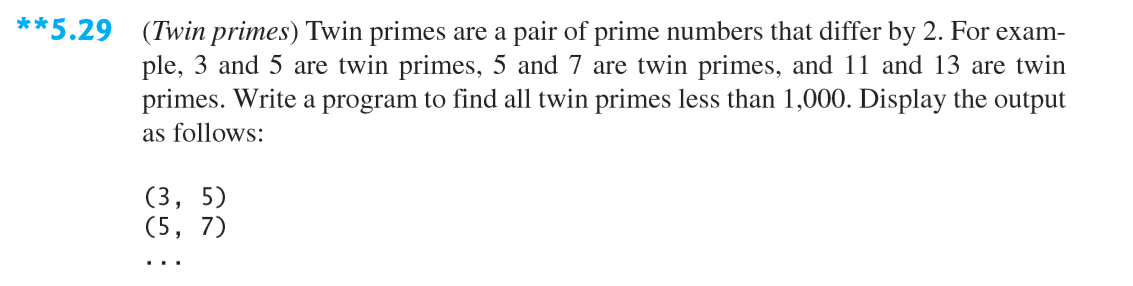 **5.29 (Twin primes) Twin primes are a pair of prime numbers that differ by 2. For exam-
ple, 3 and 5 are twin primes, 5 and 7 are twin primes, and 11 and 13 are twin
primes. Write a program to find all twin primes less than 1,000. Display the output
as follows:
(3, 5)
(5, 7)
...